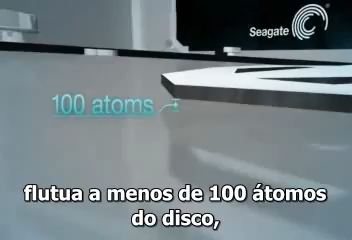 Seagate
100 atoms
flutua a menos de 100 átomos
do disco,